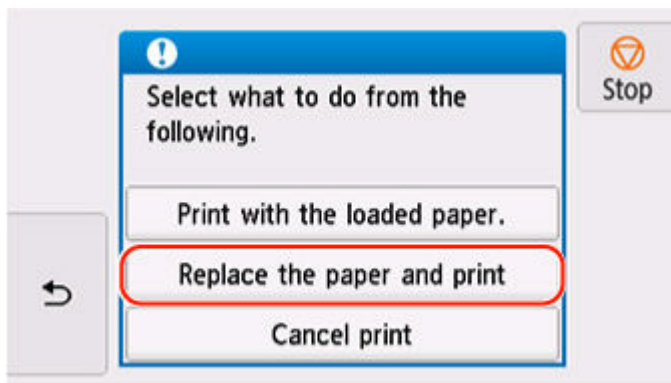 Select what to do from the
following.
Stop
Print with the loaded paper.
Replace the paper and print
Cancel print